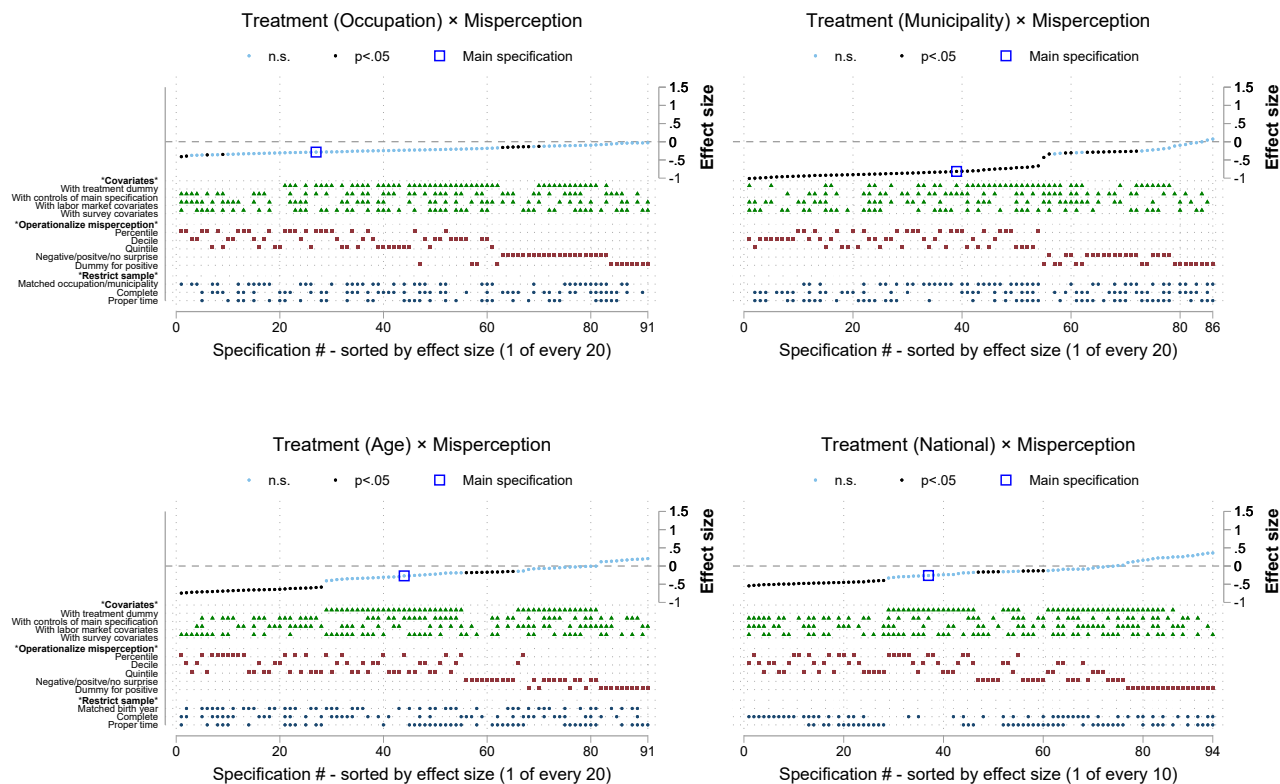 Treatment (Occupation) × Misperception
n.s.
p<.05
Main specification
1.5
1
.5
0
-.5
-1
Effect size
*Covariates*
With treatment dummy
With controls of main specification
With labor market covariates
With survey covariates
*Operationalize misperception*
Percentile
Decile
Quintile
Negative/positive/no surprise
Dummy for positive
*Restrict sample*
Matched occupation/municipality
Complete
Proper time
0 20 40 60 80 91
Specification # - sorted by effect size (1 of every 20)
Treatment (Municipality) × Misperception
n.s.
p<.05
Main specification
1.5
1
.5
0
-.5
-1
Effect size
0 20 40 60 80 86
Specification # - sorted by effect size (1 of every 20)
Treatment (Age) × Misperception
n.s.
p<.05
Main specification
1.5
1
.5
0
-.5
-1
Effect size
*Covariates*
With treatment dummy
With controls of main specification
With labor market covariates
With survey covariates
*Operationalize misperception*
Percentile
Decile
Quintile
Negative/positive/no surprise
Dummy for positive
*Restrict sample*
Matched birth year
Complete
Proper time
0 20 40 60 80 91
Specification # - sorted by effect size (1 of every 20)
Treatment (National) × Misperception
n.s.
p<.05
Main specification
1.5
1
.5
0
-.5
-1
Effect size
0 20 40 60 80 94
Specification # - sorted by effect size (1 of every 10)